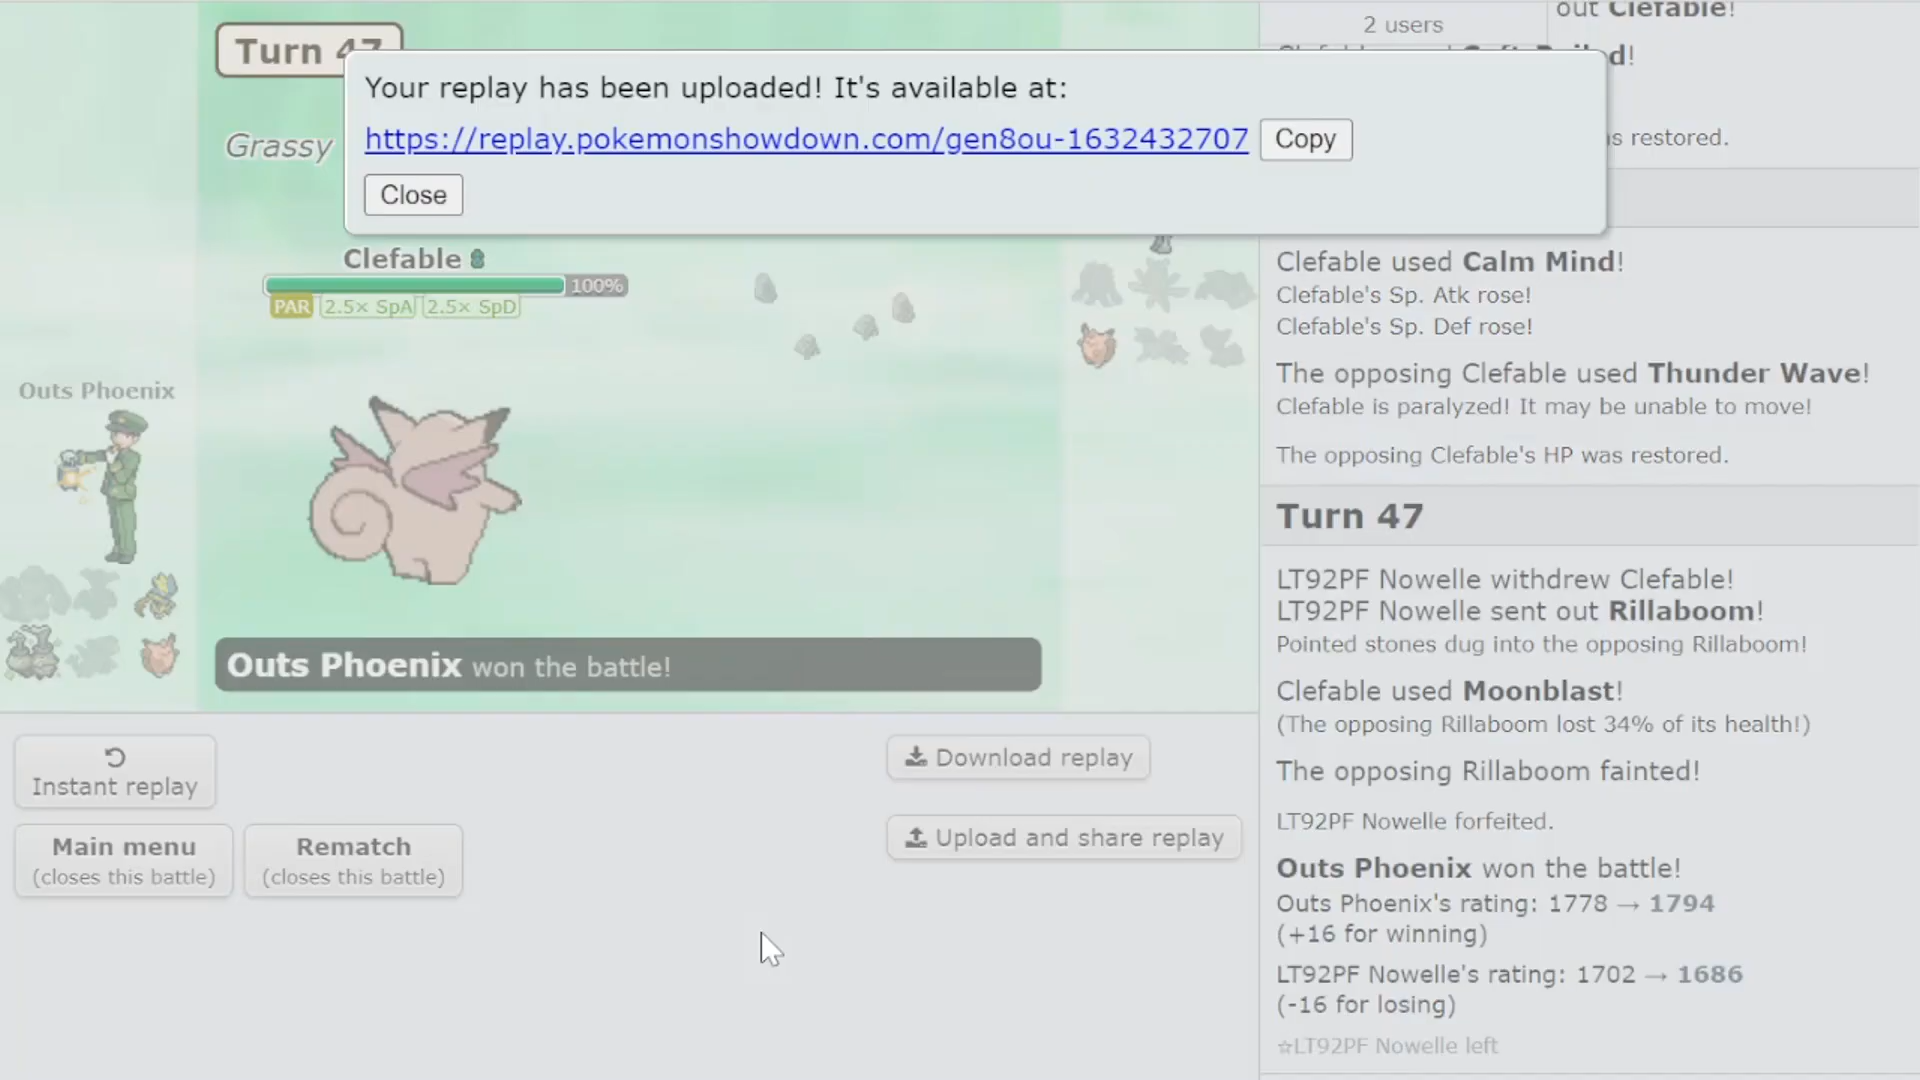 Turn 47
Your replay has been uploaded! It's available at:
https://replay.pokemonshowdown.com/gen8ou-1632432707 Copy
Close
Grassy
Clefable
100%
PAR 2.5× SpA 2.5× SpD
Outs Phoenix
Outs Phoenix won the battle!
Instant replay
Download replay
Upload and share replay
Main menu
(closes this battle)
Rematch
(closes this battle)
2 users
out Clefable!
s restored.
Clefable used Calm Mind!
Clefable's Sp. Atk rose!
Clefable's Sp. Def rose!
The opposing Clefable used Thunder Wave!
Clefable is paralyzed! It may be unable to move!
The opposing Clefable's HP was restored.
Turn 47
LT92PF Nowelle withdrew Clefable!
LT92PF Nowelle sent out Rillaboom!
Pointed stones dug into the opposing Rillaboom!
Clefable used Moonblast!
(The opposing Rillaboom lost 34% of its health!)
The opposing Rillaboom fainted!
LT92PF Nowelle forfeited.
Outs Phoenix won the battle!
Outs Phoenix's rating: 1778 → 1794
(+16 for winning)
LT92PF Nowelle's rating: 1702 → 1686
(-16 for losing)
☆LT92PF Nowelle left